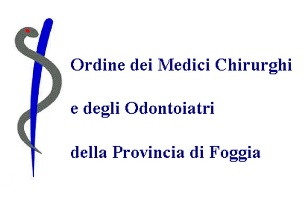 Ordine dei Medici Chirurghi
e degli Odontoiatri
della Provincia di Foggia